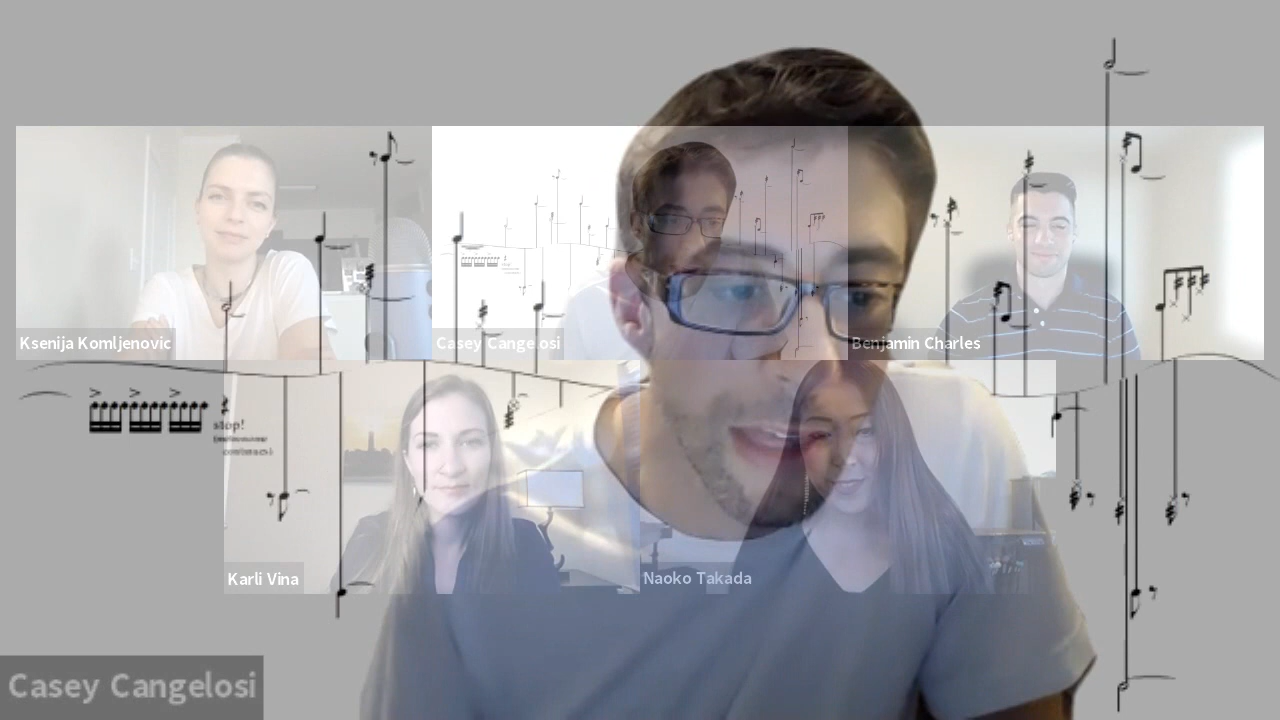 Ksenija Komljenovic
Casey Cangelosi
Benjamin Charles
stop!
Karli Vina
Naoko Takada
Casey Cangelosi